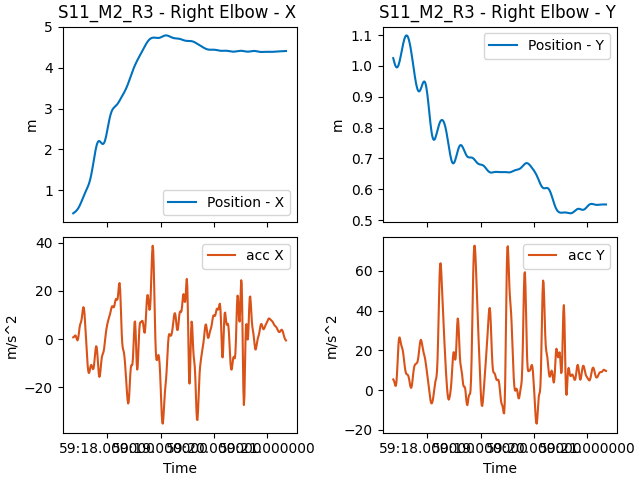 S11_M2_R3 - Right Elbow - X
S11_M2_R3 - Right Elbow - Y
5
4
3
2
1
m
Position - X
1.1
1.0
0.9
0.8
0.7
0.6
0.5
m
Position - Y
40
20
0
−20
m/s^2
acc X
Time
60
40
20
0
−20
m/s^2
acc Y
Time